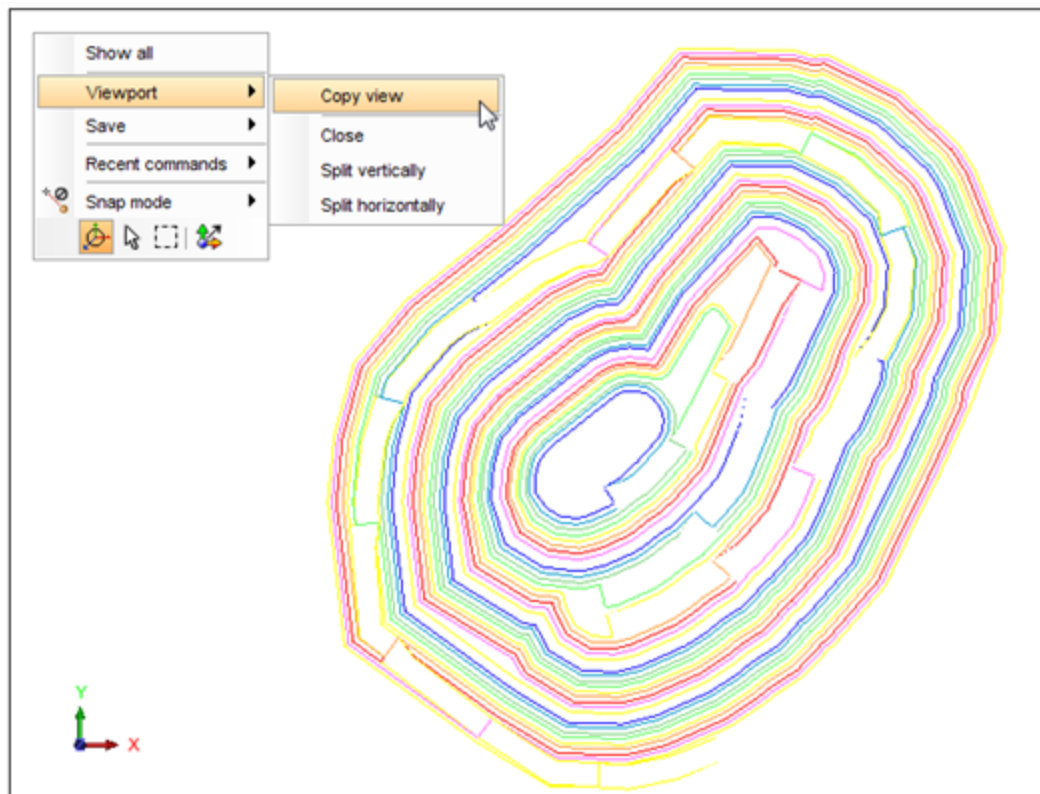 Show all
Viewport
Save
Recent commands
Snap mode
Copy view
Close
Split vertically
Split horizontally
Y
X